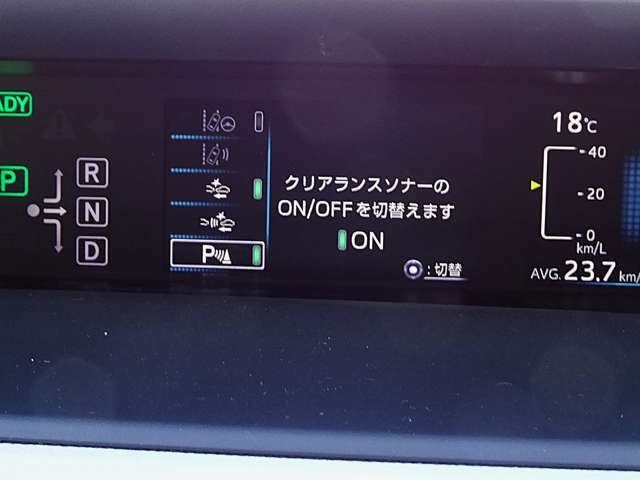 ADY
P
R
N
D
P
クリアランスソナーの
ON/OFFを切替えます
ON
:切替
18℃
40
20
0
km/L
AVG. 23.7 km/